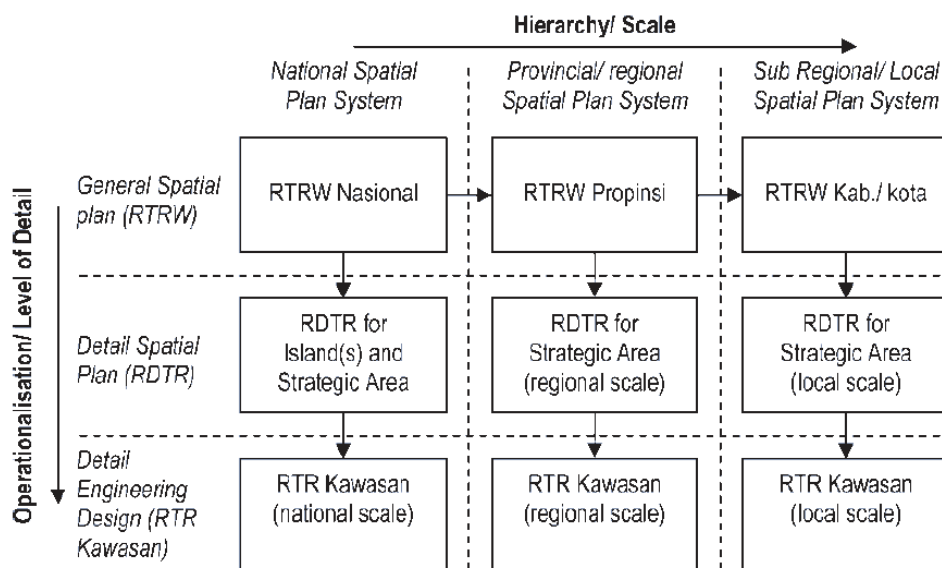 Hierarchy/ Scale
National Spatial
Plan System
Provincial/ regional
Spatial Plan System
Sub Regional/ Local
Spatial Plan System
Operationalisation/ Level of Detail
General Spatial
plan (RTRW)
RTRW Nasional
RTRW Propinsi
RTRW Kab./ kota
Detail Spatial
Plan (RDTR)
RDTR for
Island(s) and
Strategic Area
RDTR for
Strategic Area
(regional scale)
RDTR for
Strategic Area
(local scale)
Detail
Engineering
Design (RTR
Kawasan)
RTR Kawasan
(national scale)
RTR Kawasan
(regional scale)
RTR Kawasan
(local scale)